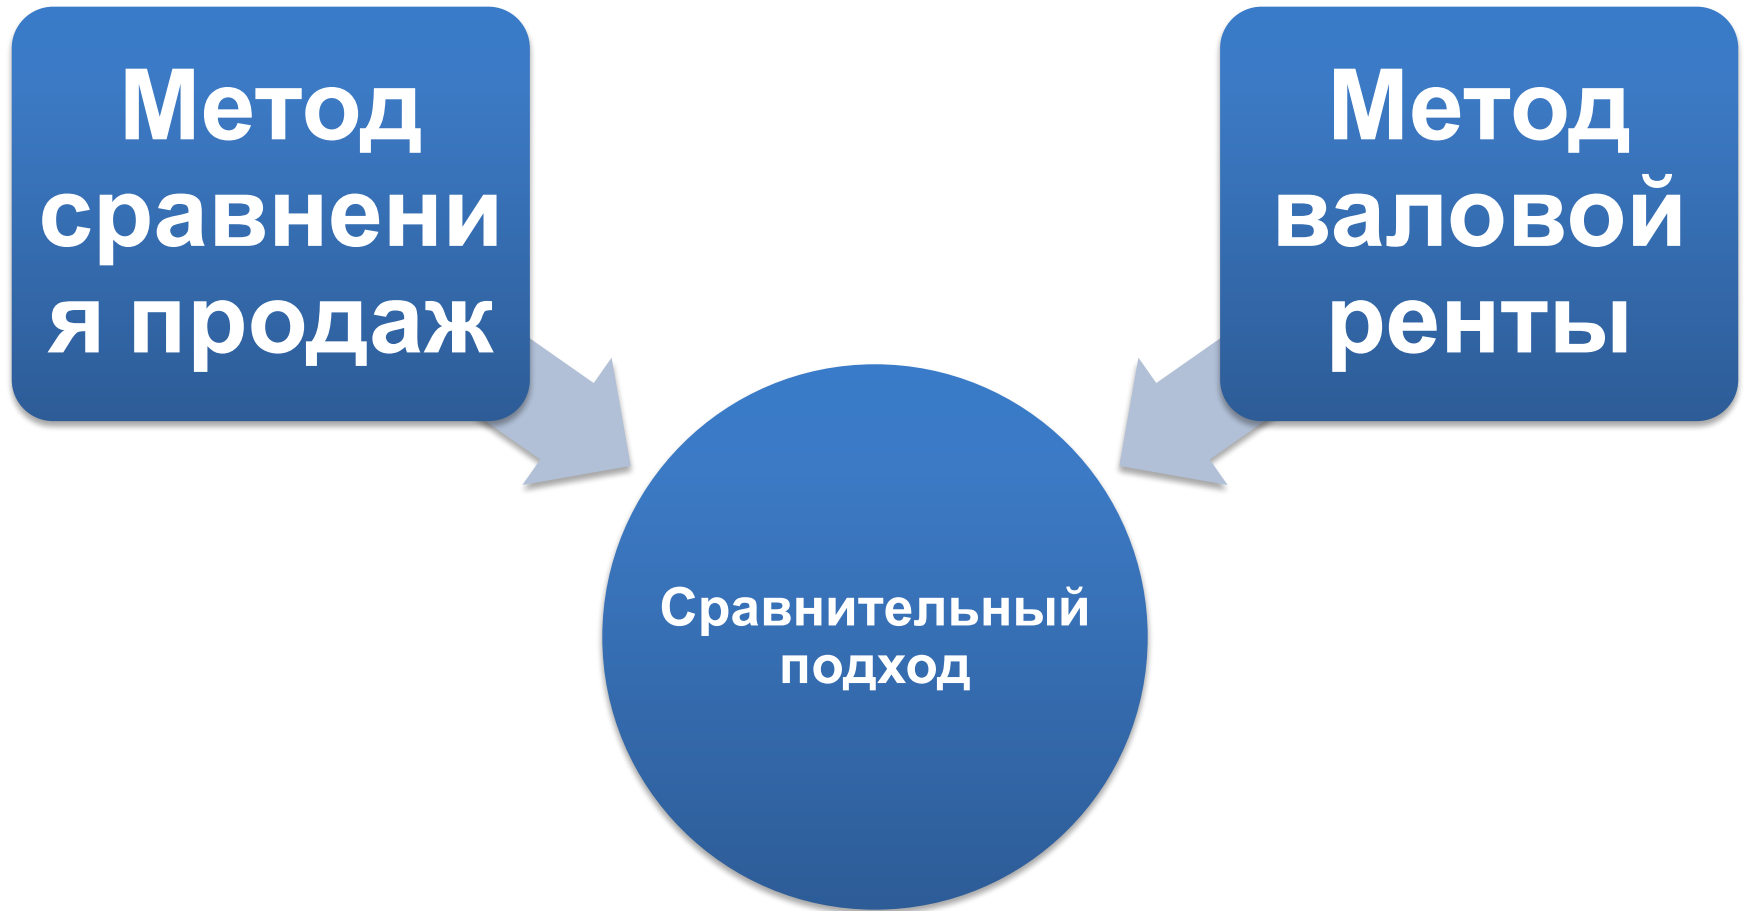 Метод
сравнени
я продаж
Метод
валовой
ренты
Сравнительный
подход